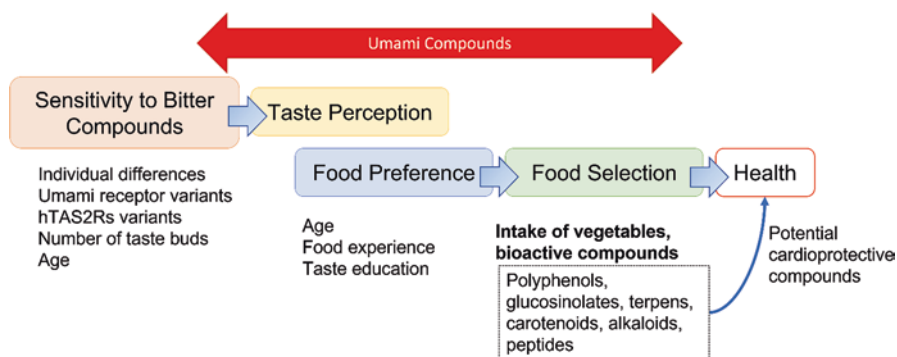 Umami Compounds
Sensitivity to Bitter
Compounds
Taste Perception
Individual differences
Umami receptor variants
hTAS2Rs variants
Number of taste buds
Age
Food Preference
Food Selection
Health
Age
Food experience
Taste education
Intake of vegetables,
bioactive compounds
Polyphenols,
glucosinolates, terpens,
carotenoids, alkaloids,
peptides
Potential
cardioprotective
compounds